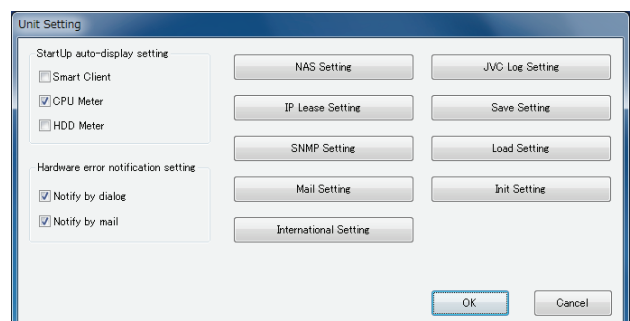 Unit Setting
StartUp auto-display setting
Smart Client
CPU Meter
HDD Meter
Hardware error notification setting
Notify by dialog
Notify by mail
NAS Setting
IP Lease Setting
SNMP Setting
Mail Setting
International Setting
JVC Log Setting
Save Setting
Load Setting
Init Setting
OK
Cancel